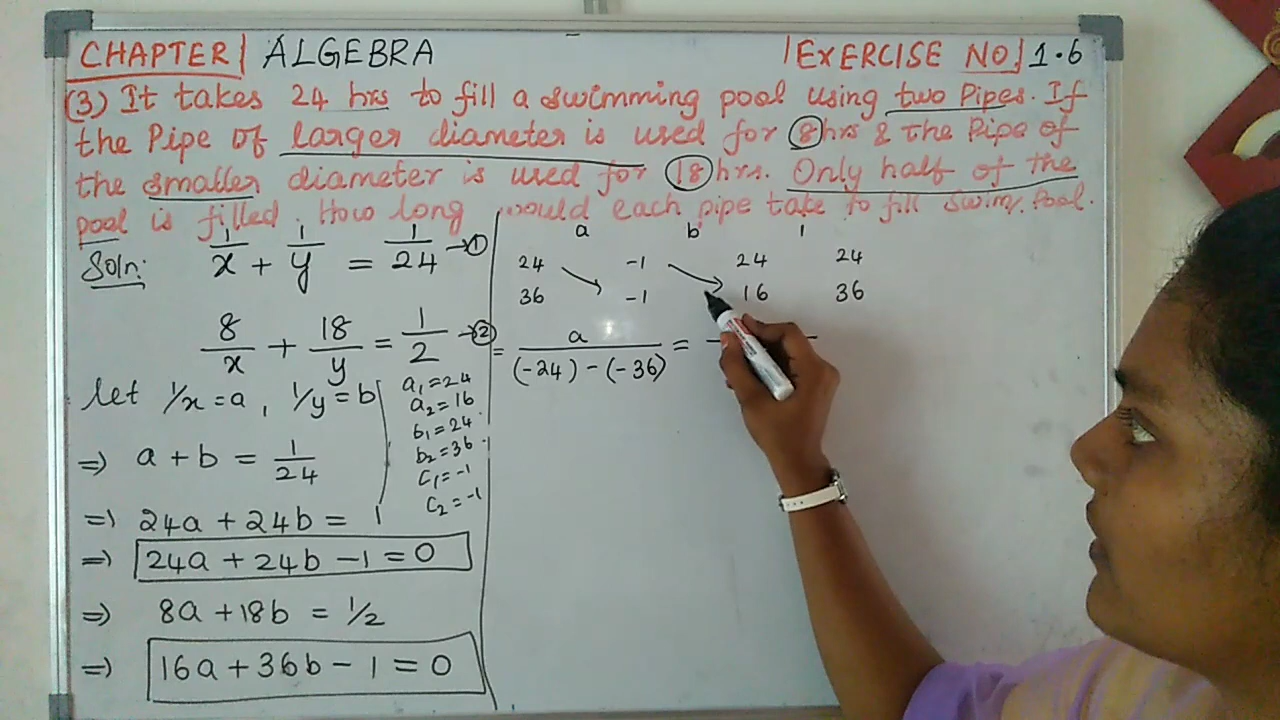 CHAPTER | ALGEBRA | EXERCISE NO | 1.6
(3) It takes 24 hrs to fill a swimming pool using two Pipes. If
the Pipe of larger diameter is used for 8 hrs & the Pipe of
the smaller diameter is used for 18 hrs. Only half of the
pool is filled. How long would each pipe take to fill swim. Pool.
Soln: 1/x + 1/y = 1/24 → ①
8/x + 18/y = 1/2 → ②
let 1/x = a, 1/y = b
⇒ a + b = 1/24
⇒ 24a + 24b = 1
⇒ 24a + 24b - 1 = 0
⇒ 8a + 18b = 1/2
⇒ 16a + 36b - 1 = 0
a₁ = 24
a₂ = 16
b₁ = 24
b₂ = 36
c₁ = -1
c₂ = -1
a b 1
24 -1 24 24
36 -1 16 36
= a/((-24) - (-36)) =